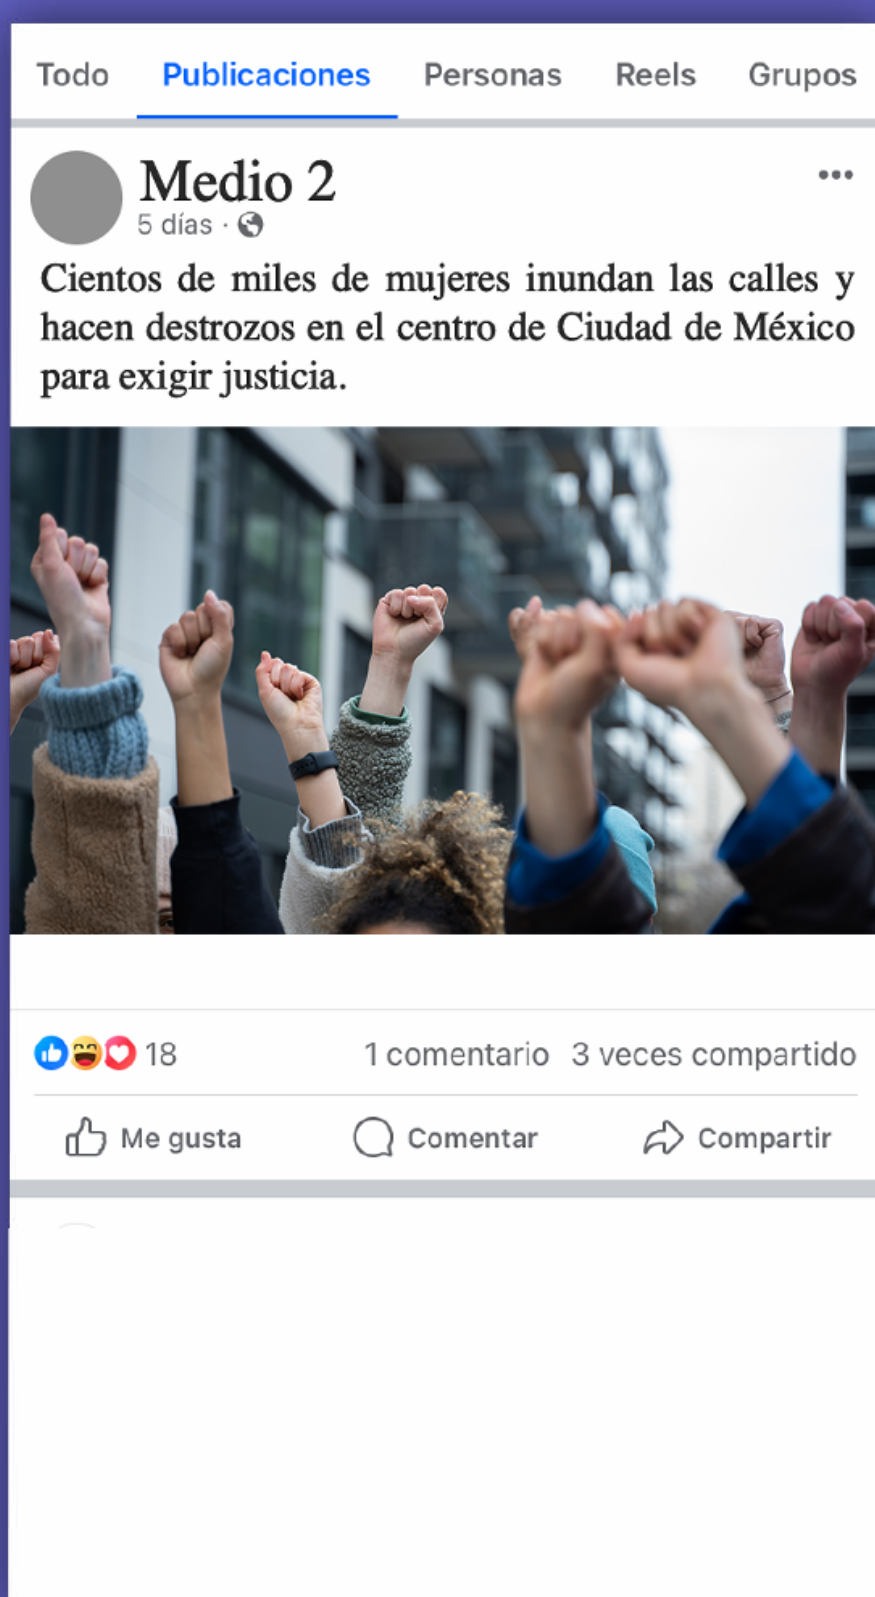 Todo Publicaciones Personas Reels Grupos
Medio 2
5 días ·
Cientos de miles de mujeres inundan las calles y
hacen destrozos en el centro de Ciudad de México
para exigir justicia.
18 1 comentario 3 veces compartido
Me gusta Comentar Compartir